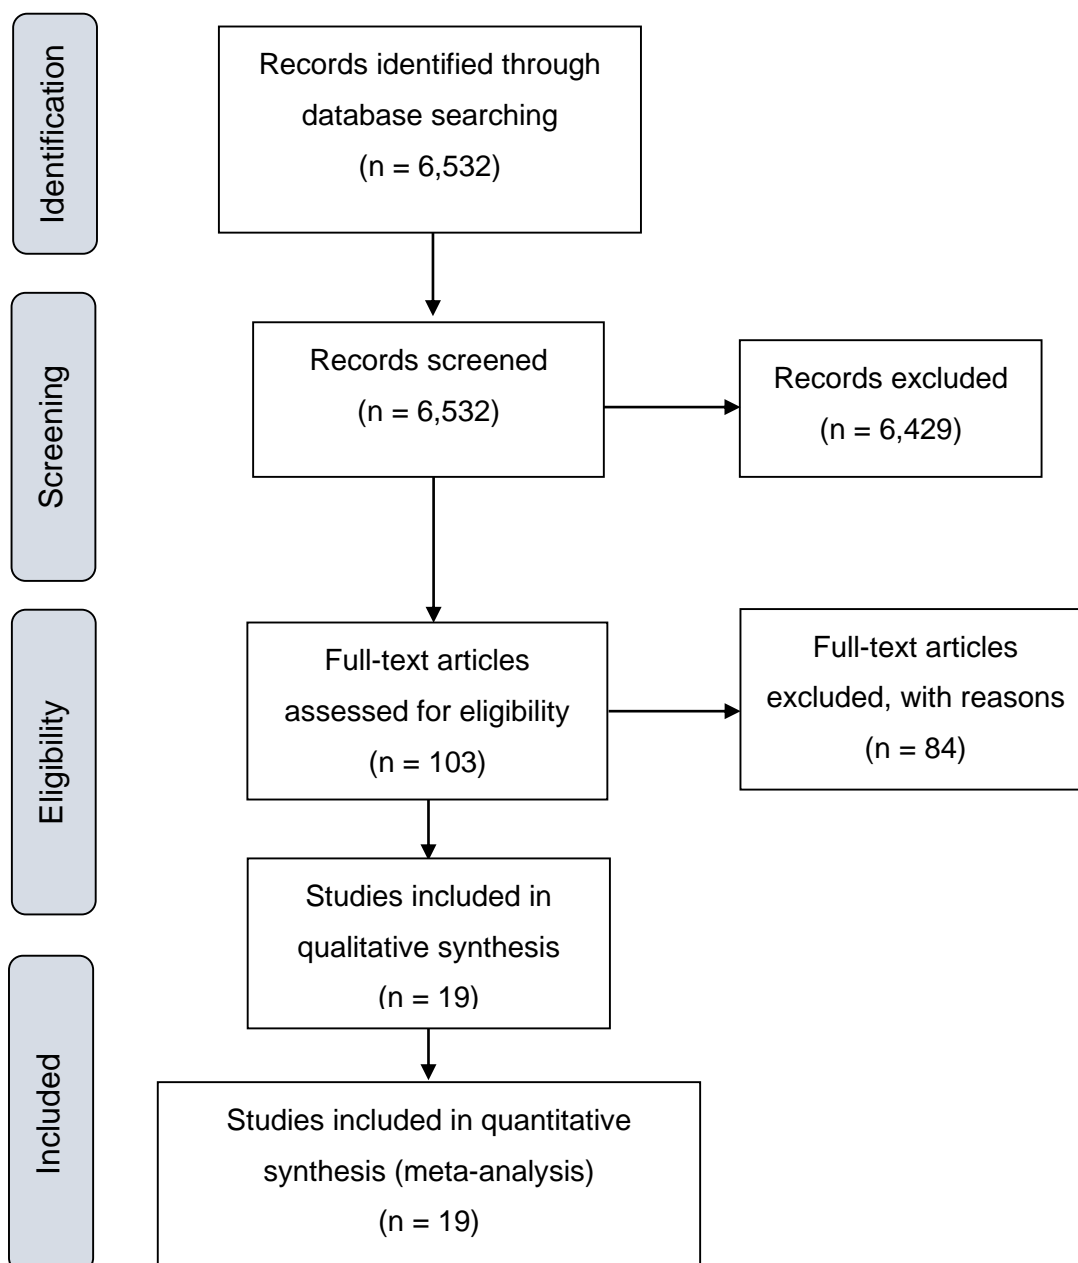 Identification
Records identified through
database searching
(n = 6,532)
Screening
Records screened
(n = 6,532)
Records excluded
(n = 6,429)
Eligibility
Full-text articles
assessed for eligibility
(n = 103)
Full-text articles
excluded, with reasons
(n = 84)
Studies included in
qualitative synthesis
(n = 19)
Included
Studies included in quantitative
synthesis (meta-analysis)
(n = 19)